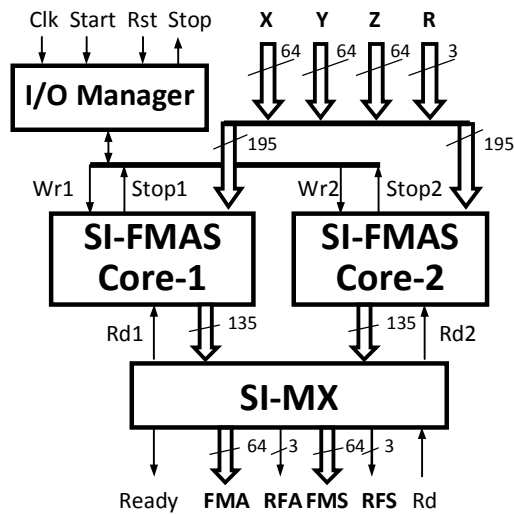 Clk Start Rst Stop X Y Z R
64 64 64 3
I/O Manager
195 195
Wr1 Stop1 Wr2 Stop2
SI-FMAS SI-FMAS
Core-1 Core-2
Rd1 135 135 Rd2
SI-MX
64 3 64 3
Ready FMA RFA FMS RFS Rd